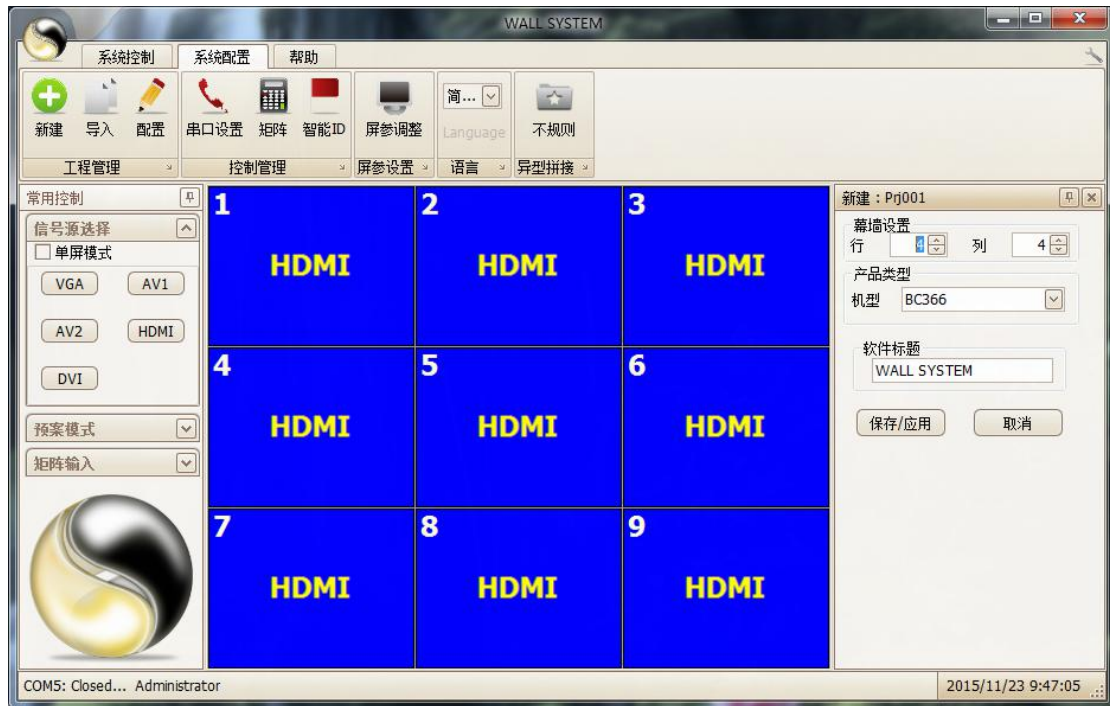 WALL SYSTEM
系统控制 系统配置 帮助
新建 导入 配置 串口设置 矩阵 智能ID 屏参调整 简... Language 不规则
工程管理 控制管理 屏参设置 语言 异型拼接
常用控制
信号源选择
单屏模式
VGA AV1
AV2 HDMI
DVI
预案模式
矩阵输入
1 2 3
HDMI HDMI HDMI
4 5 6
HDMI HDMI HDMI
7 8 9
HDMI HDMI HDMI
新建：Prj001
幕墙设置
行 4 列 4
产品类型
机型 BC366
软件标题
WALL SYSTEM
保存/应用 取消
COM5: Closed... Administrator 2015/11/23 9:47:05